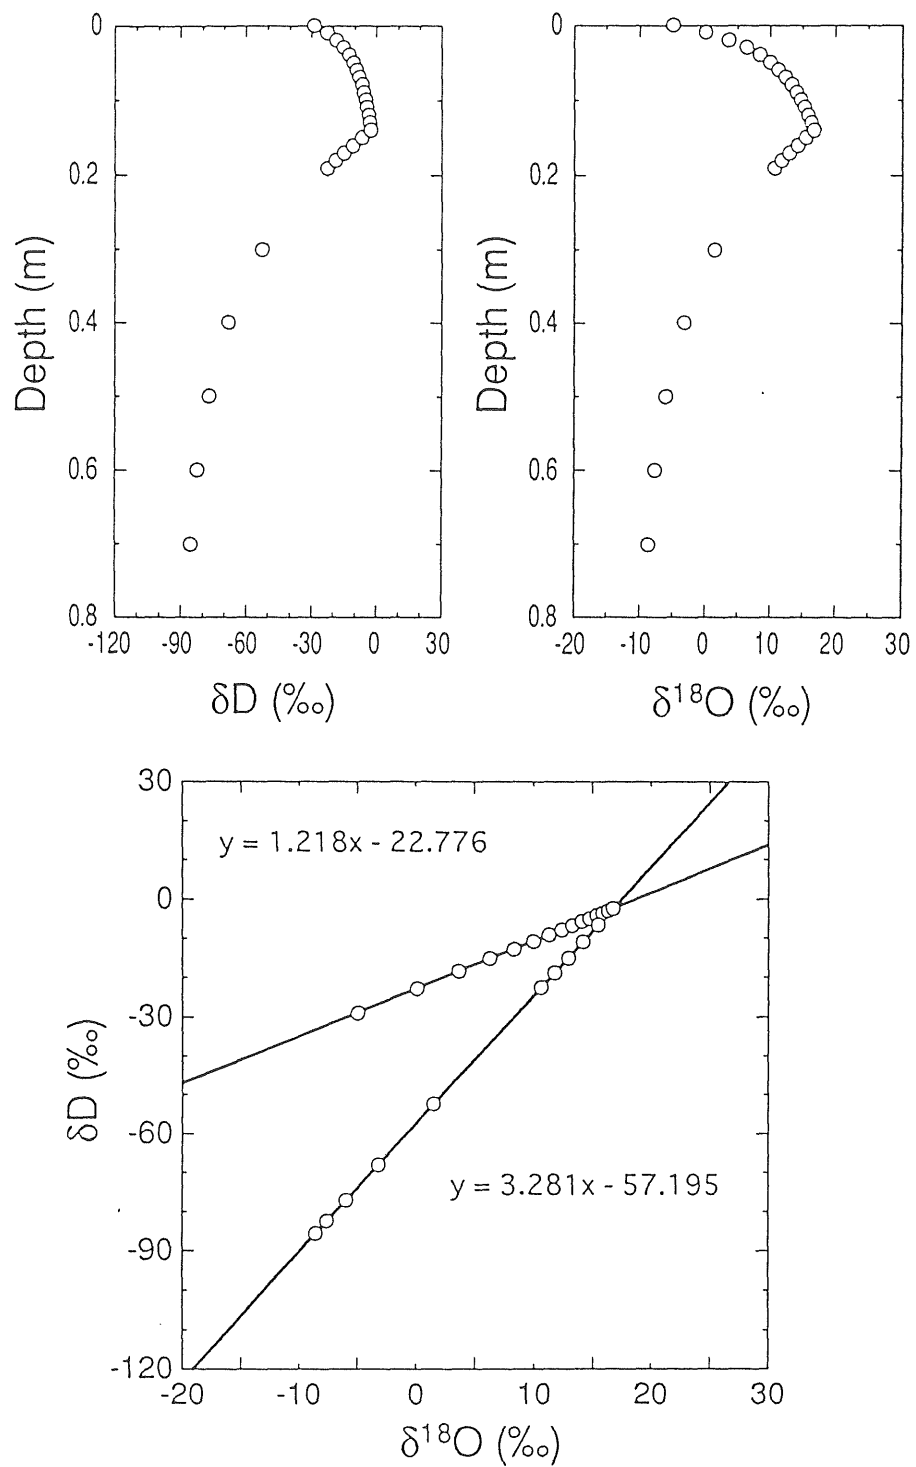 0
0.2
0.4
0.6
0.8
Depth (m)
-120 -90 -60 -30 0 30
δD (‰)
0
0.2
0.4
0.6
0.8
Depth (m)
-20 -10 0 10 20 30
δ¹⁸O (‰)
30
0
-30
-60
-90
-120
δD (‰)
y = 1.218x - 22.776
y = 3.281x - 57.195
-20 -10 0 10 20 30
δ¹⁸O (‰)